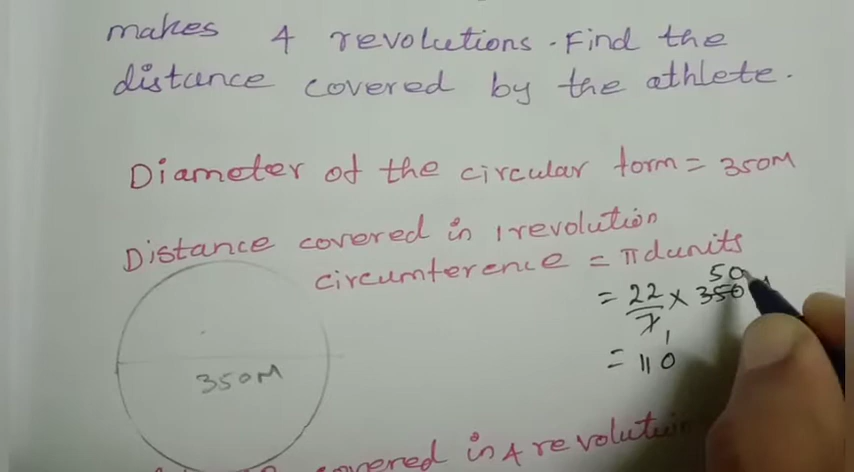 makes 4 revolutions. Find the
distance covered by the athlete.
Diameter of the circular form = 350M
Distance covered in 1 revolution
circumference = πd units
50
= 22/7 × 350
1
= 110
350M
covered in 4 revolution